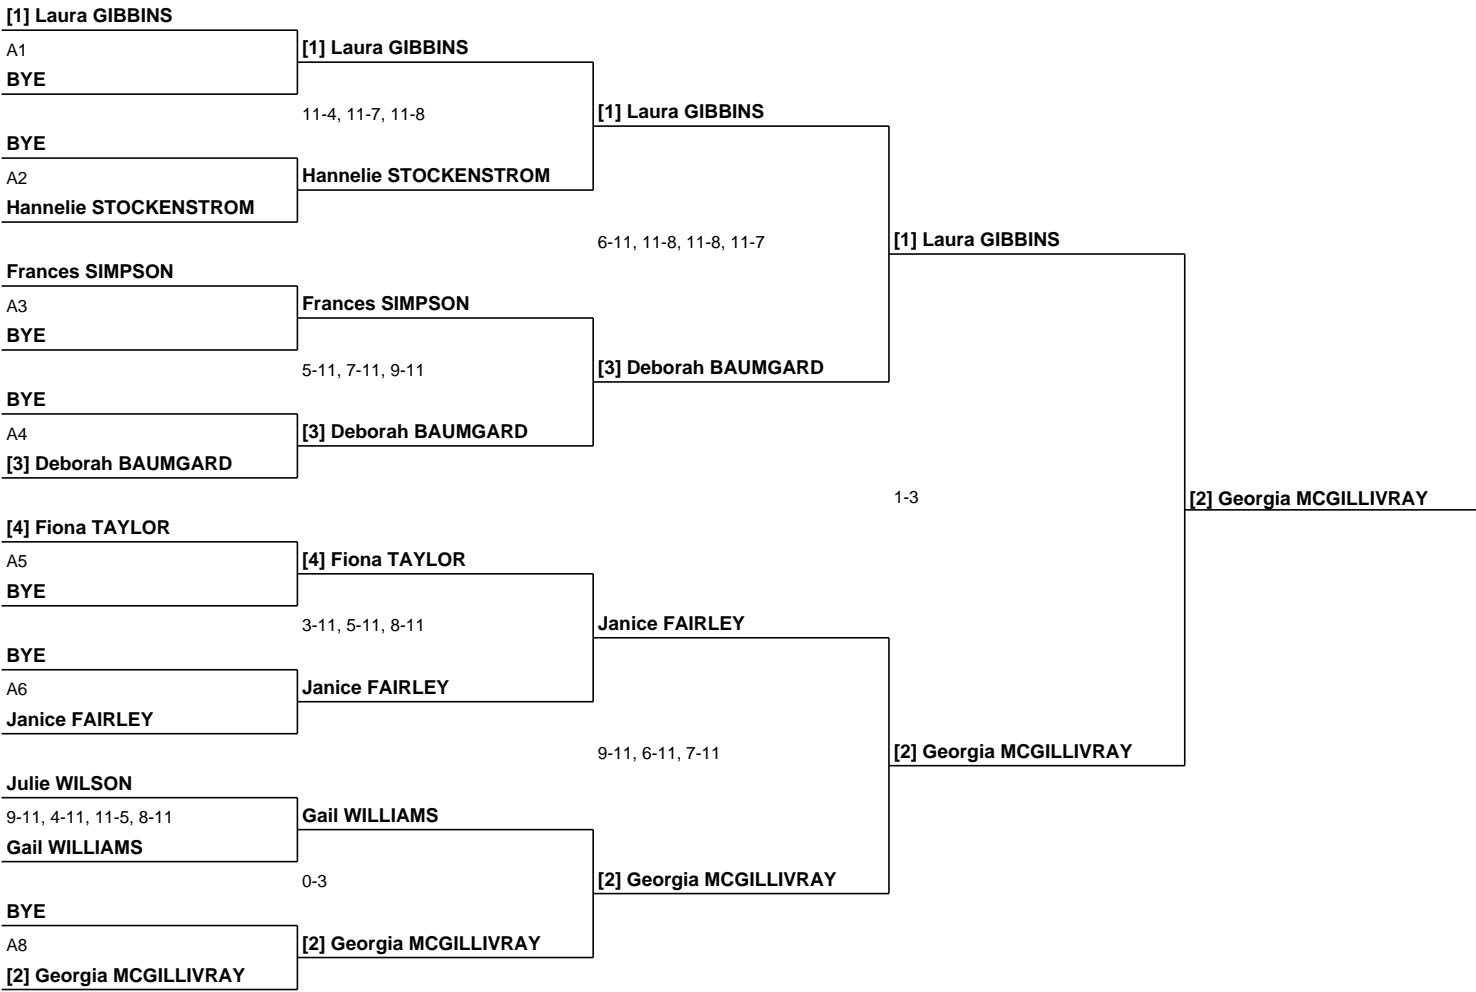 [1] Laura GIBBINS
A1
BYE
BYE
A2
Hannelie STOCKENSTROM
Frances SIMPSON
A3
BYE
BYE
A4
[3] Deborah BAUMGARD
[4] Fiona TAYLOR
A5
BYE
BYE
A6
Janice FAIRLEY
Julie WILSON
9-11, 4-11, 11-5, 8-11
Gail WILLIAMS
BYE
A8
[2] Georgia MCGILLIVRAY
[1] Laura GIBBINS
11-4, 11-7, 11-8
Hannelie STOCKENSTROM
Frances SIMPSON
5-11, 7-11, 9-11
[3] Deborah BAUMGARD
[4] Fiona TAYLOR
3-11, 5-11, 8-11
Janice FAIRLEY
Gail WILLIAMS
0-3
[2] Georgia MCGILLIVRAY
[1] Laura GIBBINS
6-11, 11-8, 11-8, 11-7
[3] Deborah BAUMGARD
Janice FAIRLEY
9-11, 6-11, 7-11
[2] Georgia MCGILLIVRAY
[1] Laura GIBBINS
1-3
[2] Georgia MCGILLIVRAY
[2] Georgia MCGILLIVRAY